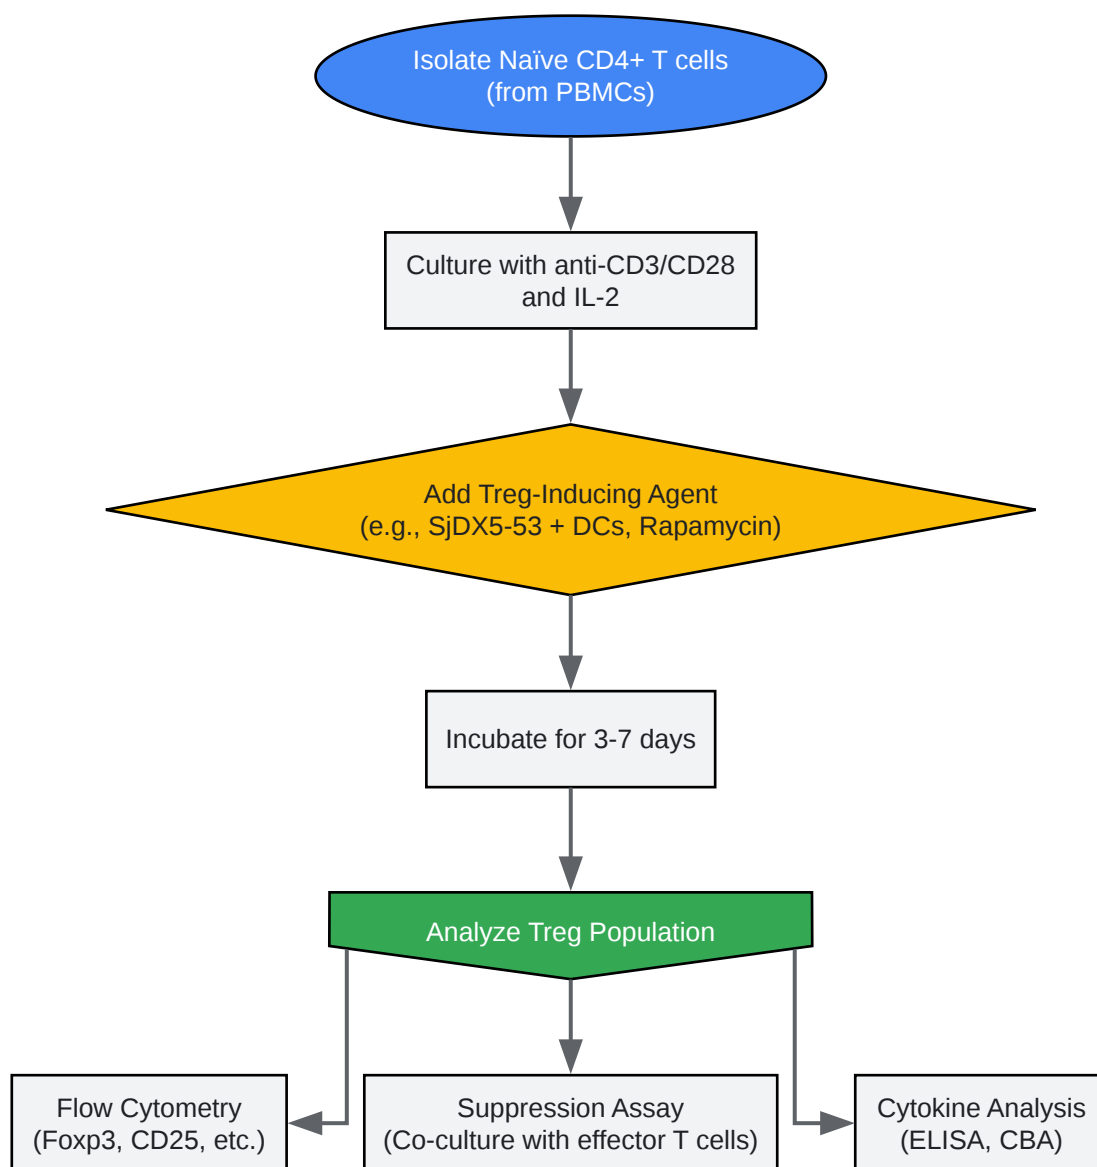 Isolate Naïve CD4+ T cells
(from PBMCs)
Culture with anti-CD3/CD28
and IL-2
Add Treg-Inducing Agent
(e.g., SjDX5-53 + DCs, Rapamycin)
Incubate for 3-7 days
Analyze Treg Population
Flow Cytometry
(Foxp3, CD25, etc.)
Suppression Assay
(Co-culture with effector T cells)
Cytokine Analysis
(ELISA, CBA)